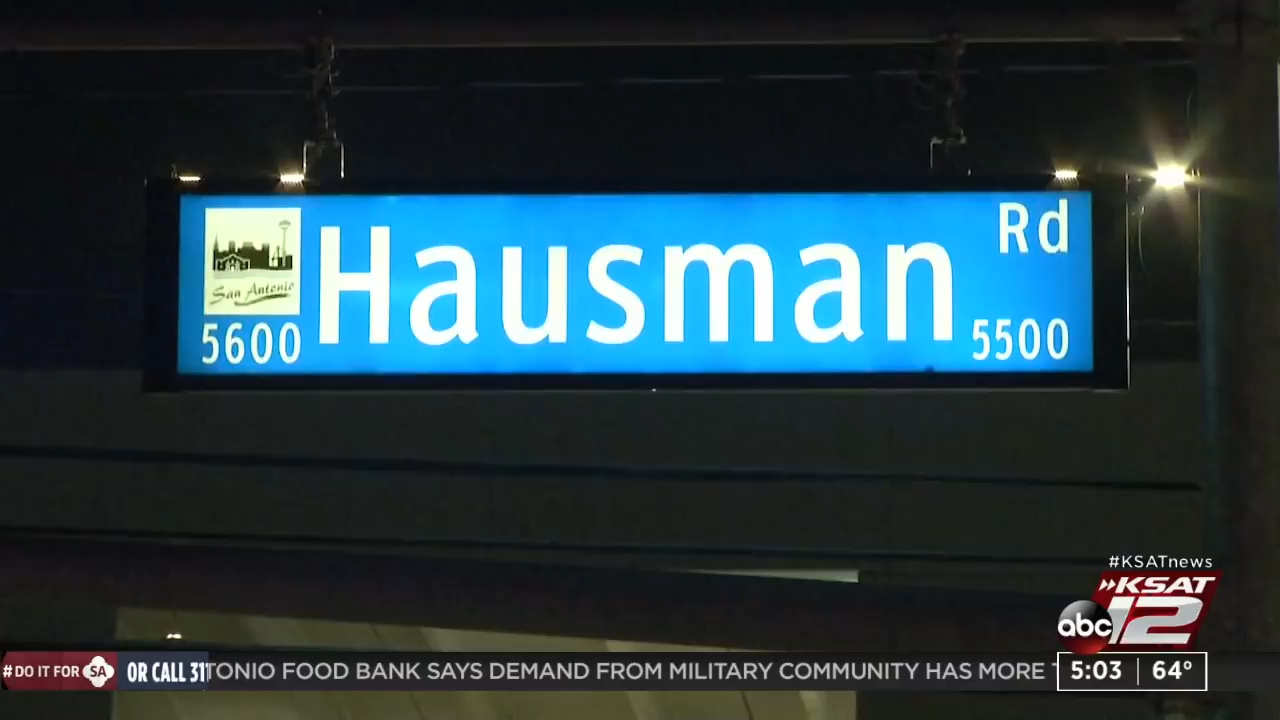 Hausman Rd
San Antonio
5600
5500
#KSATnews
KSAT
abc 12
#DO IT FOR SA
OR CALL 311
TONIO FOOD BANK SAYS DEMAND FROM MILITARY COMMUNITY HAS MORE
5:03 64°